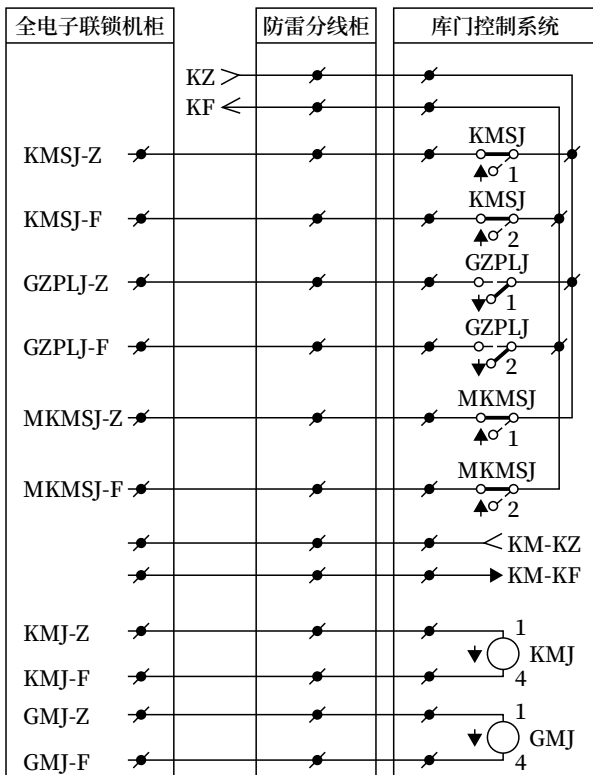 全电子联锁机柜 防雷分线柜 库门控制系统
KZ
KF
KMSJ
KMSJ-Z
1
KMSJ
KMSJ-F
2
GZPLJ
GZPLJ-Z
1
GZPLJ
GZPLJ-F
2
MKMSJ
MKMSJ-Z
1
MKMSJ
MKMSJ-F
2
KM-KZ
KM-KF
1
KMJ-Z
KMJ
KMJ-F
4
GMJ-Z
1
GMJ
GMJ-F
4